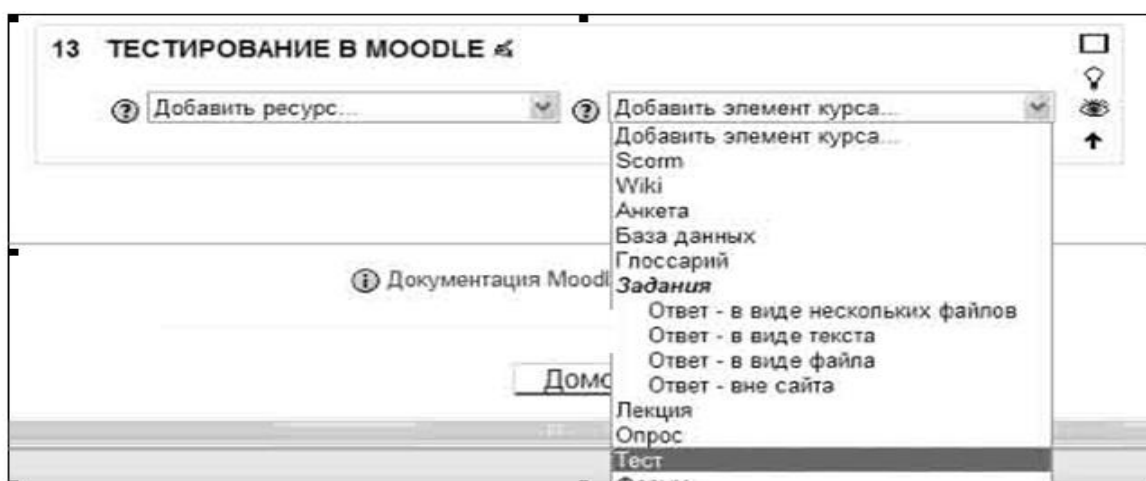 13 ТЕСТИРОВАНИЕ В MOODLE
Добавить ресурс... Добавить элемент курса...
Добавить элемент курса...
Scorm
Wiki
Анкета
База данных
Глоссарий
Документация Moodl
Задания
Ответ - в виде нескольких файлов
Ответ - в виде текста
Ответ - в виде файла
Ответ - вне сайта
Домо
Лекция
Опрос
Тест